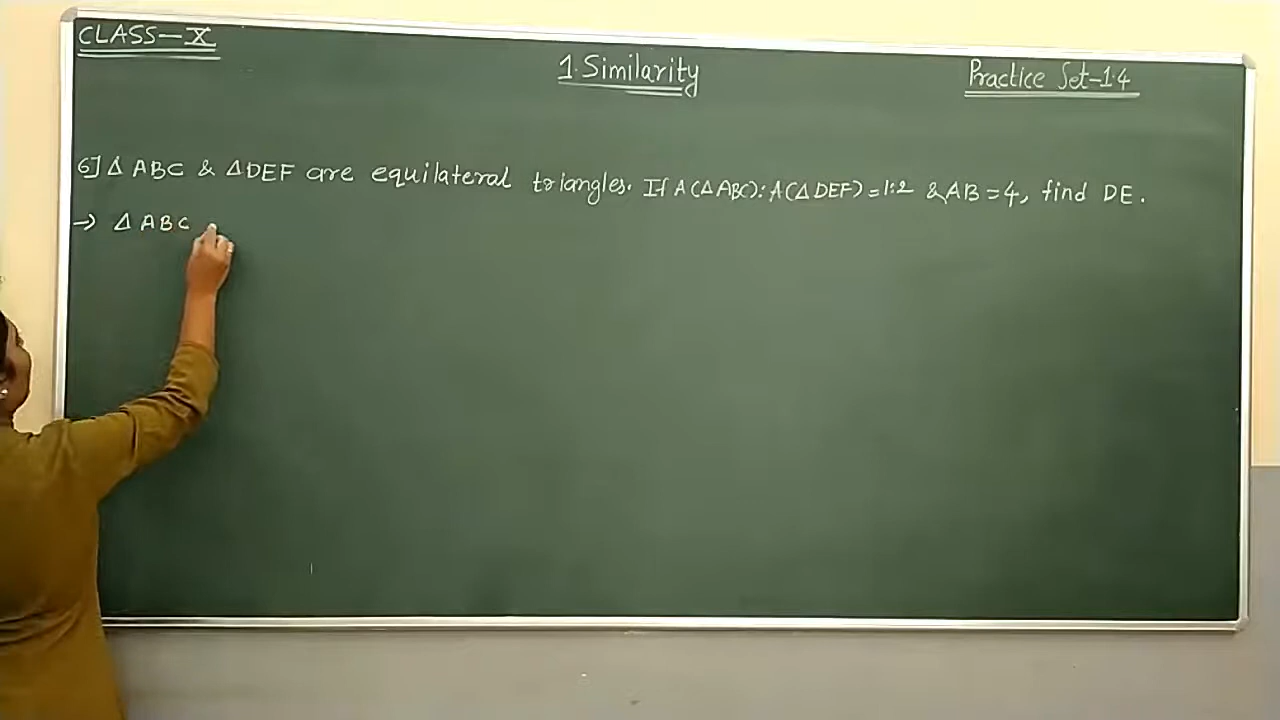 CLASS-X
1. Similarity
Practice Set-1.4
6] Δ ABC & ΔDEF are equilateral triangles. If A(ΔABC):A(ΔDEF)=1:2 & AB=4, find DE.
→ Δ ABC